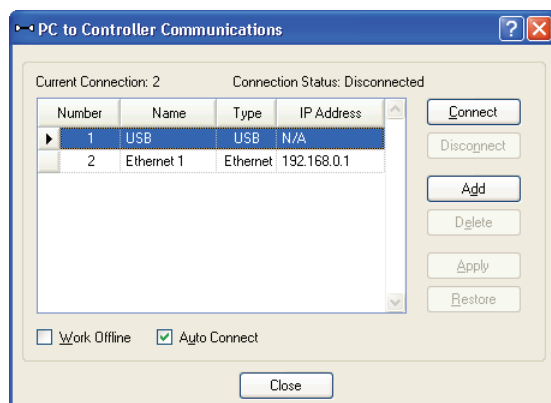 PC to Controller Communications
Current Connection: 2 Connection Status: Disconnected
Number Name Type IP Address
1 USB USB N/A
2 Ethernet 1 Ethernet 192.168.0.1
Connect
Disconnect
Add
Delete
Apply
Restore
Work Offline Auto Connect
Close